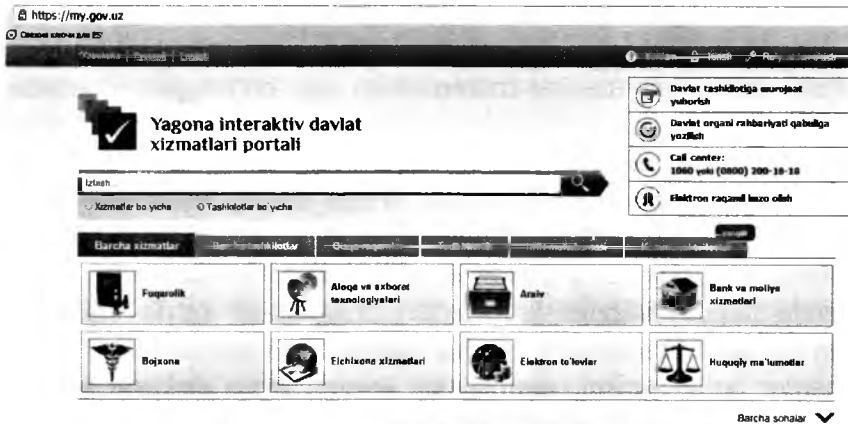 https://my.gov.uz
Davlat tashkilotiga murojaat
yuborish
Yagona interaktiv davlat
xizmatlari portali
Davlat organi rahbariyati qabuliga
yozilish
Call center:
1060 yoki (0800) 200-16-18
Elektron raqamli imzo olish
Izlash...
Xizmatlar bo'yicha
Tashkilotlar bo'yicha
Barcha xizmatlar
Fuqarolik
Aloqa va axborot
texnologiyalari
Arxiv
Bank va moliya
xizmatlari
Bojxona
Elchixona xizmatlari
Elektron to'lovlar
Huquqiy ma'lumotlar
Barcha sohalar